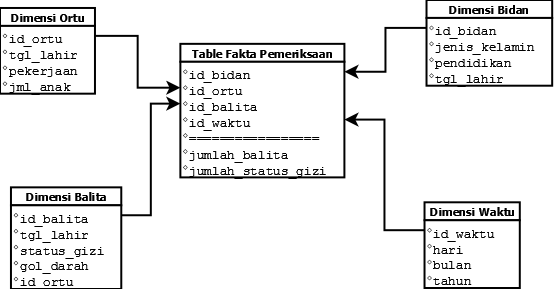 Dimensi Ortu
id_ortu
tgl_lahir
pekerjaan
jml_anak
Table Fakta Pemeriksaan
id_bidan
id_ortu
id_balita
id_waktu
=================
jumlah_balita
jumlah_status_gizi
Dimensi Bidan
id_bidan
jenis_kelamin
pendidikan
tgl_lahir
Dimensi Balita
id_balita
tgl_lahir
status_gizi
gol_darah
id_ortu
Dimensi Waktu
id_waktu
hari
bulan
tahun